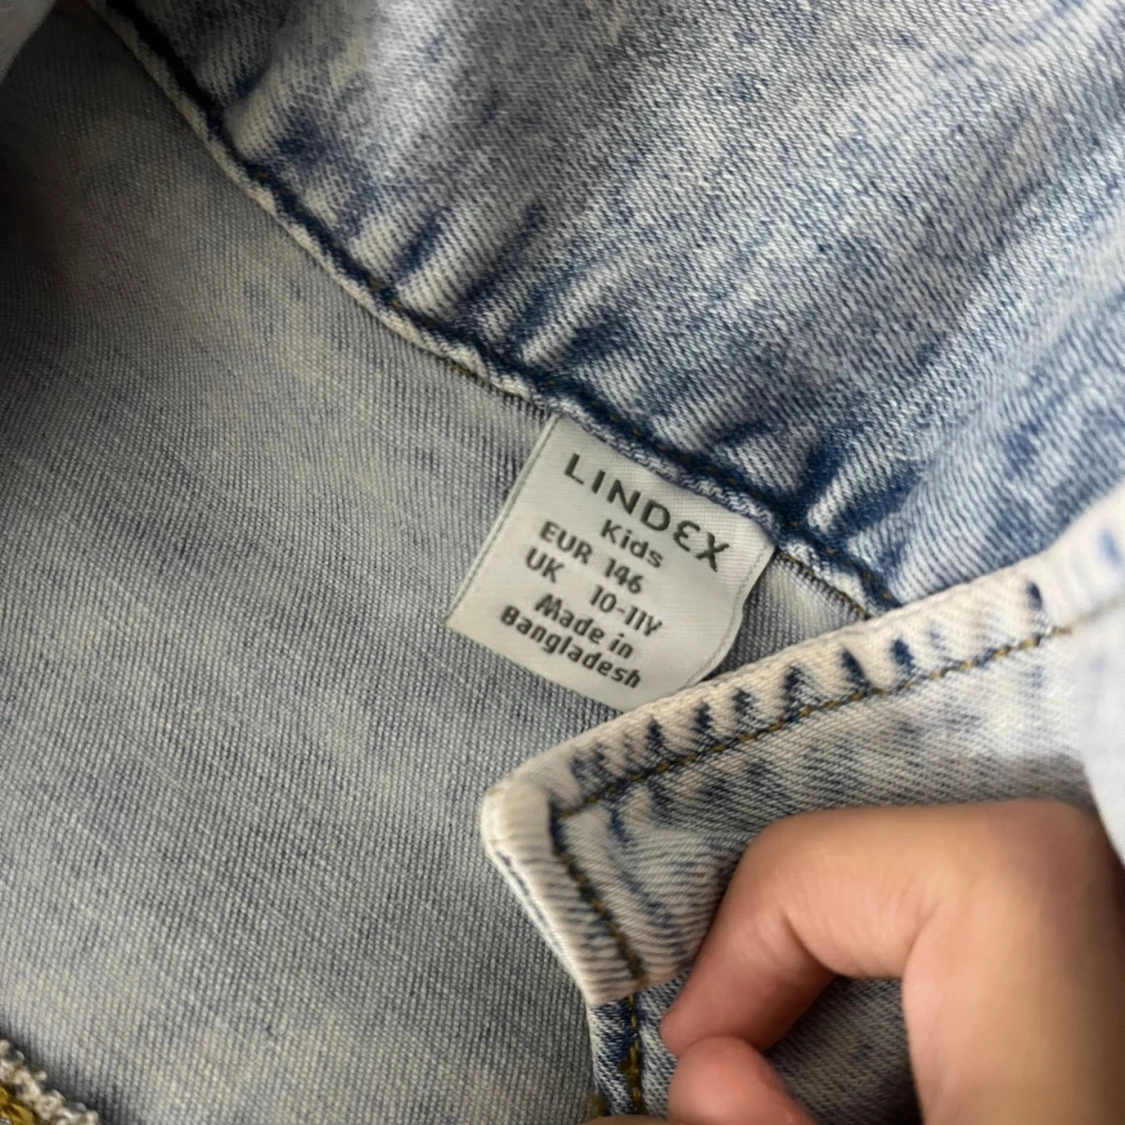 LINDEX
Kids
EUR 146
UK 10-11Y
Made in
Bangladesh